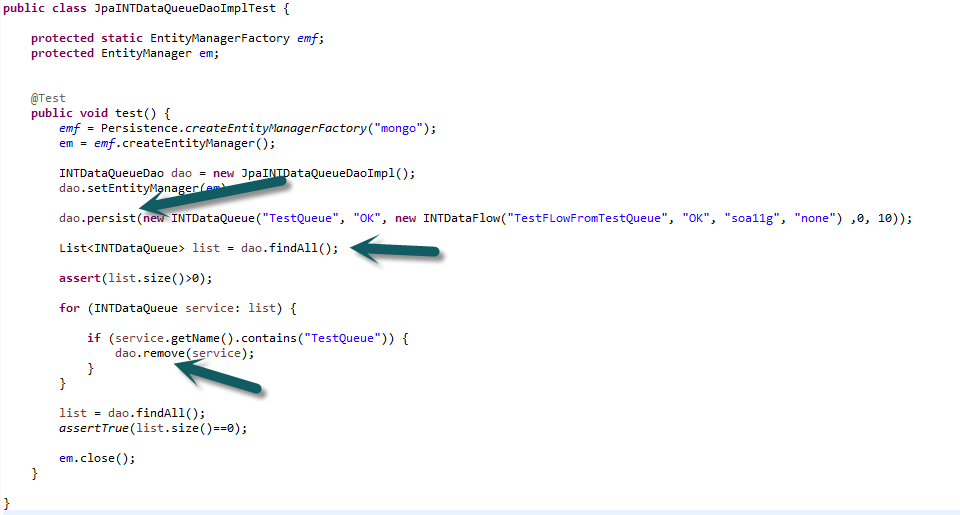 public class JpaINTDataQueueDaoImplTest {
protected static EntityManagerFactory emf;
protected EntityManager em;
@Test
public void test() {
emf = Persistence.createEntityManagerFactory("mongo");
em = emf.createEntityManager();
INTDataQueueDao dao = new JpaINTDataQueueDaoImpl();
dao.setEntityManager(em)
dao.persist(new INTDataQueue("TestQueue", "OK", new INTDataFlow("TestFLowFromTestQueue", "OK", "soa11g", "none") ,0, 10));
List<INTDataQueue> list = dao.findAll();
assert(list.size()>0);
for (INTDataQueue service: list) {
if (service.getName().contains("TestQueue")) {
dao.remove(service);
}
}
list = dao.findAll();
assertTrue(list.size()==0);
em.close();
}
}